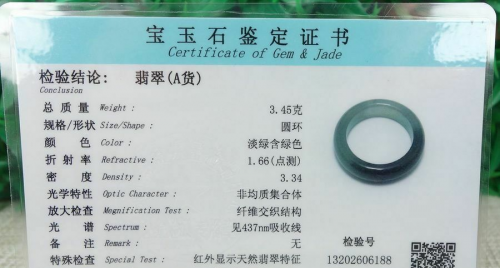 宝玉石鉴定证书
Certificate of Gem & Jade
检验结论: 翡翠(A货)
Conclusion
总质量 Weight: 3.45克
规格/形状 Size/Shape: 圆环
颜色 Color: 淡绿含绿色
折射率 Refractive: 1.66(点测)
密度 Density: 3.34
光学特性 Optic Character: 非均质集合体
放大检查 Megnification Test: 纤维交织结构
光谱 Spectrum: 见437nm吸收线
备注 Remark: 无
特殊检查 Special Test: 红外显示天然翡翠特征
检验号
13202606188